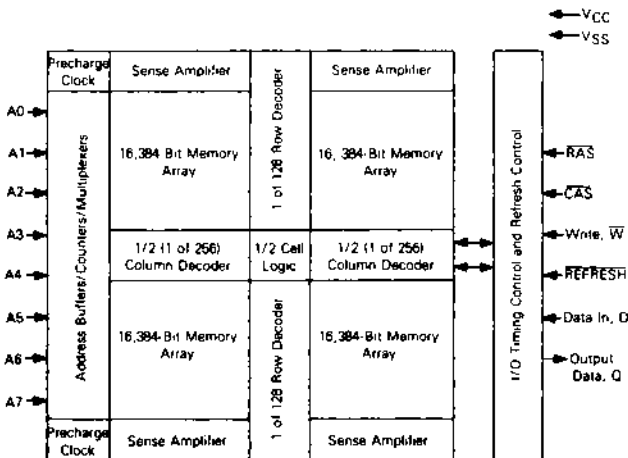 VCC
VSS
Precharge
Clock
Sense Amplifier
Sense Amplifier
A0
A1
A2
A3
A4
A5
A6
A7
Address Buffers/Counters/Multiplexers
16,384-Bit Memory
Array
1 of 128 Row Decoder
16, 384-Bit Memory
Array
1/2 (1 of 256)
Column Decoder
1/2 Cell
Logic
1/2 (1 of 256)
Column Decoder
16,384-Bit Memory
Array
1 of 128 Row Decoder
16,384-Bit Memory
Array
Precharge
Clock
Sense Amplifier
Sense Amplifier
I/O Timing Control and Refresh Control
R̅A̅S̅
C̅A̅S̅
Write, W̅
R̅E̅F̅R̅E̅S̅H̅
Data In, D
Output
Data, Q